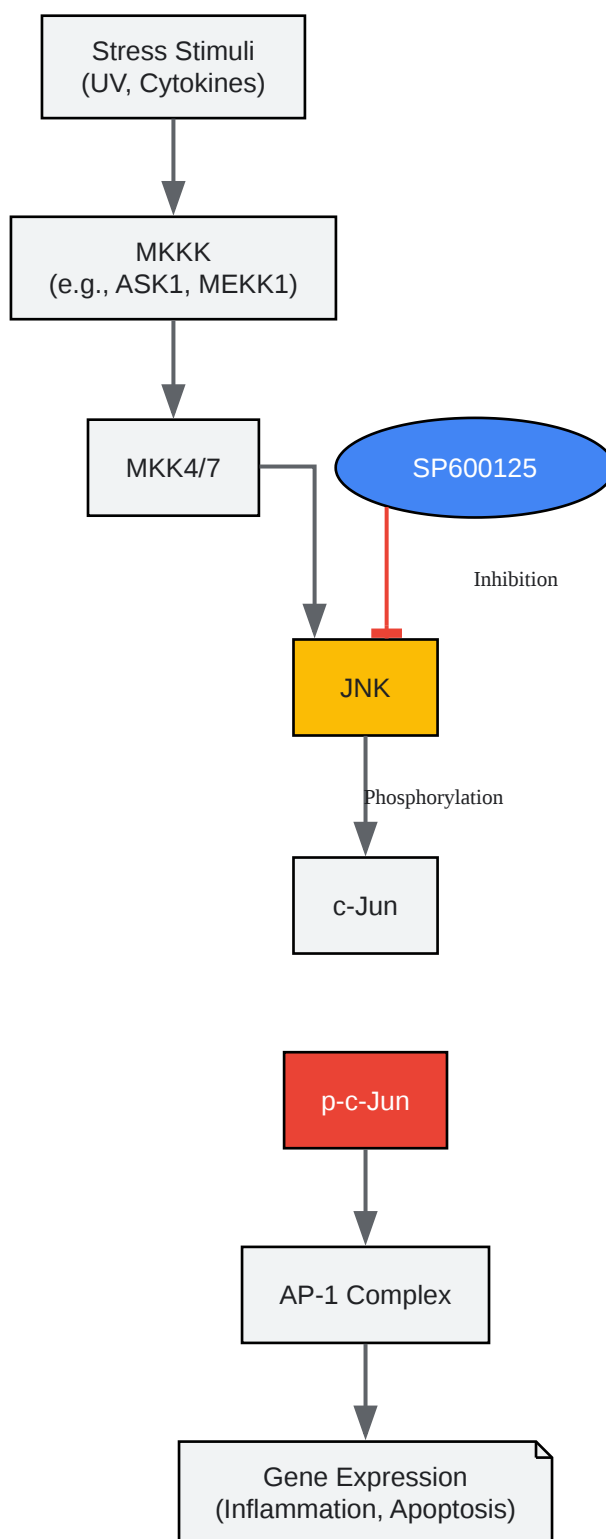 Stress Stimuli
(UV, Cytokines)
MKKK
(e.g., ASK1, MEKK1)
MKK4/7
SP600125
Inhibition
JNK
Phosphorylation
c-Jun
p-c-Jun
AP-1 Complex
Gene Expression
(Inflammation, Apoptosis)